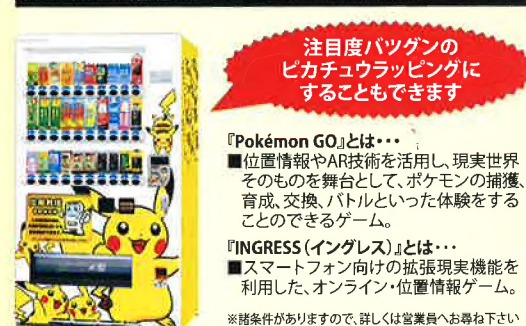 注目度バツグンの
ピカチュウラッピングに
することもできます
『Pokémon GO』とは・・・
■位置情報やAR技術を活用し、現実世界
そのものを舞台として、ポケモンの捕獲、
育成、交換、バトルといった体験をする
ことのできるゲーム。
『INGRESS(イングレス)』とは・・・
■スマートフォン向けの拡張現実機能を
利用した、オンライン・位置情報ゲーム。
※諸条件がありますので、詳しくは営業員へお尋ね下さい